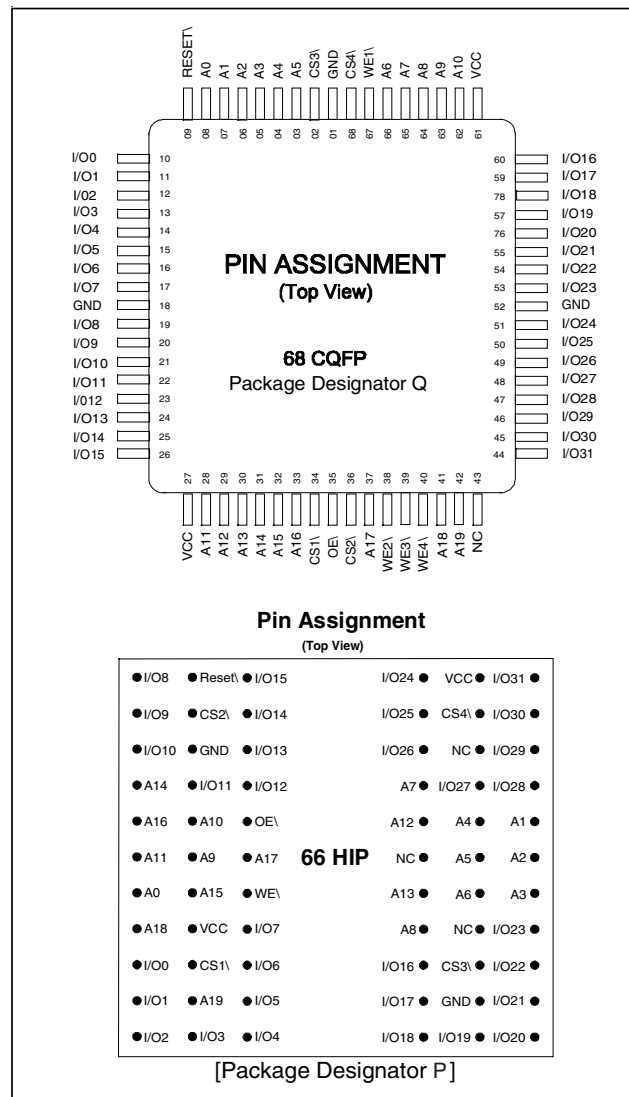 RESET\ A0 A1 A2 A3 A4 A5 CS3\ GND CS4\ WE1\ A6 A7 A8 A9 A10 VCC
09 08 07 06 05 04 03 02 01 68 67 66 65 64 63 62 61
I/O0 10 60 I/O16
I/O1 11 59 I/O17
I/02 12 78 I/O18
I/O3 13 57 I/O19
I/O4 14 76 I/O20
I/O5 15 55 I/O21
I/O6 16 54 I/O22
I/O7 17 53 I/O23
GND 18 52 GND
I/O8 19 51 I/O24
I/O9 20 50 I/O25
I/O10 21 49 I/O26
I/O11 22 48 I/O27
I/012 23 47 I/O28
I/O13 24 46 I/O29
I/O14 25 45 I/O30
I/O15 26 44 I/O31
PIN ASSIGNMENT
(Top View)
68 CQFP
Package Designator Q
27 28 29 30 31 32 33 34 35 36 37 38 39 40 41 42 43
VCC A11 A12 A13 A14 A15 A16 CS1\ OE\ CS2\ A17 WE2\ WE3\ WE4\ A18 A19 NC
Pin Assignment
(Top View)
I/O8 Reset\ I/O15 I/O24 VCC I/O31
I/O9 CS2\ I/O14 I/O25 CS4\ I/O30
I/O10 GND I/O13 I/O26 NC I/O29
A14 I/O11 I/O12 A7 I/O27 I/O28
A16 A10 OE\ A12 A4 A1
A11 A9 A17 66 HIP NC A5 A2
A0 A15 WE\ A13 A6 A3
A18 VCC I/O7 A8 NC I/O23
I/O0 CS1\ I/O6 I/O16 CS3\ I/O22
I/O1 A19 I/O5 I/O17 GND I/O21
I/O2 I/O3 I/O4 I/O18 I/O19 I/O20
[Package Designator P]